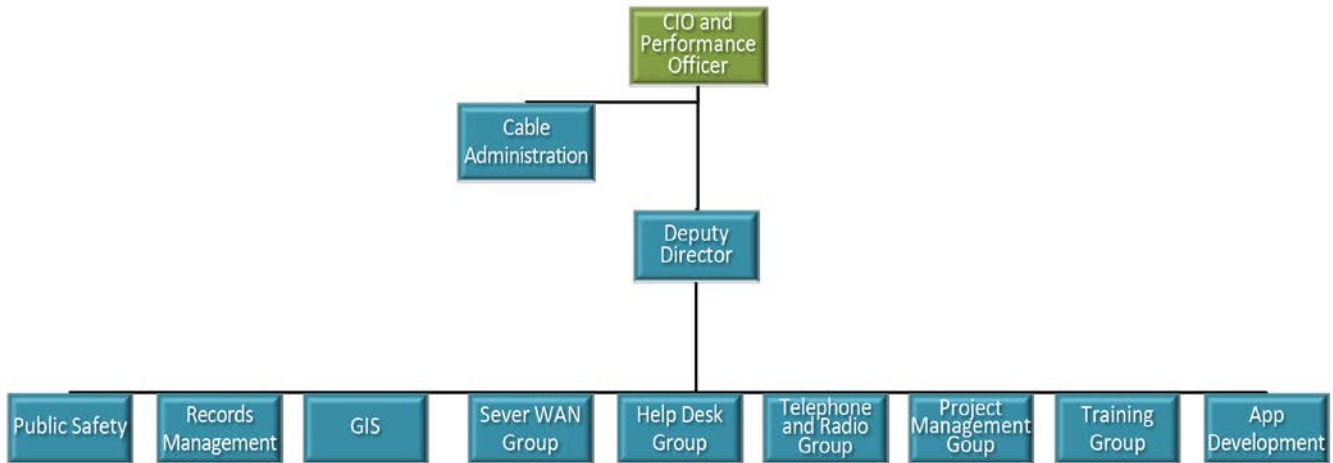 CIO and
Performance
Officer
Cable
Administration
Deputy
Director
Public Safety
Records
Management
GIS
Sever WAN
Group
Help Desk
Group
Telephone
and Radio
Group
Project
Management
Goup
Training
Group
App
Development